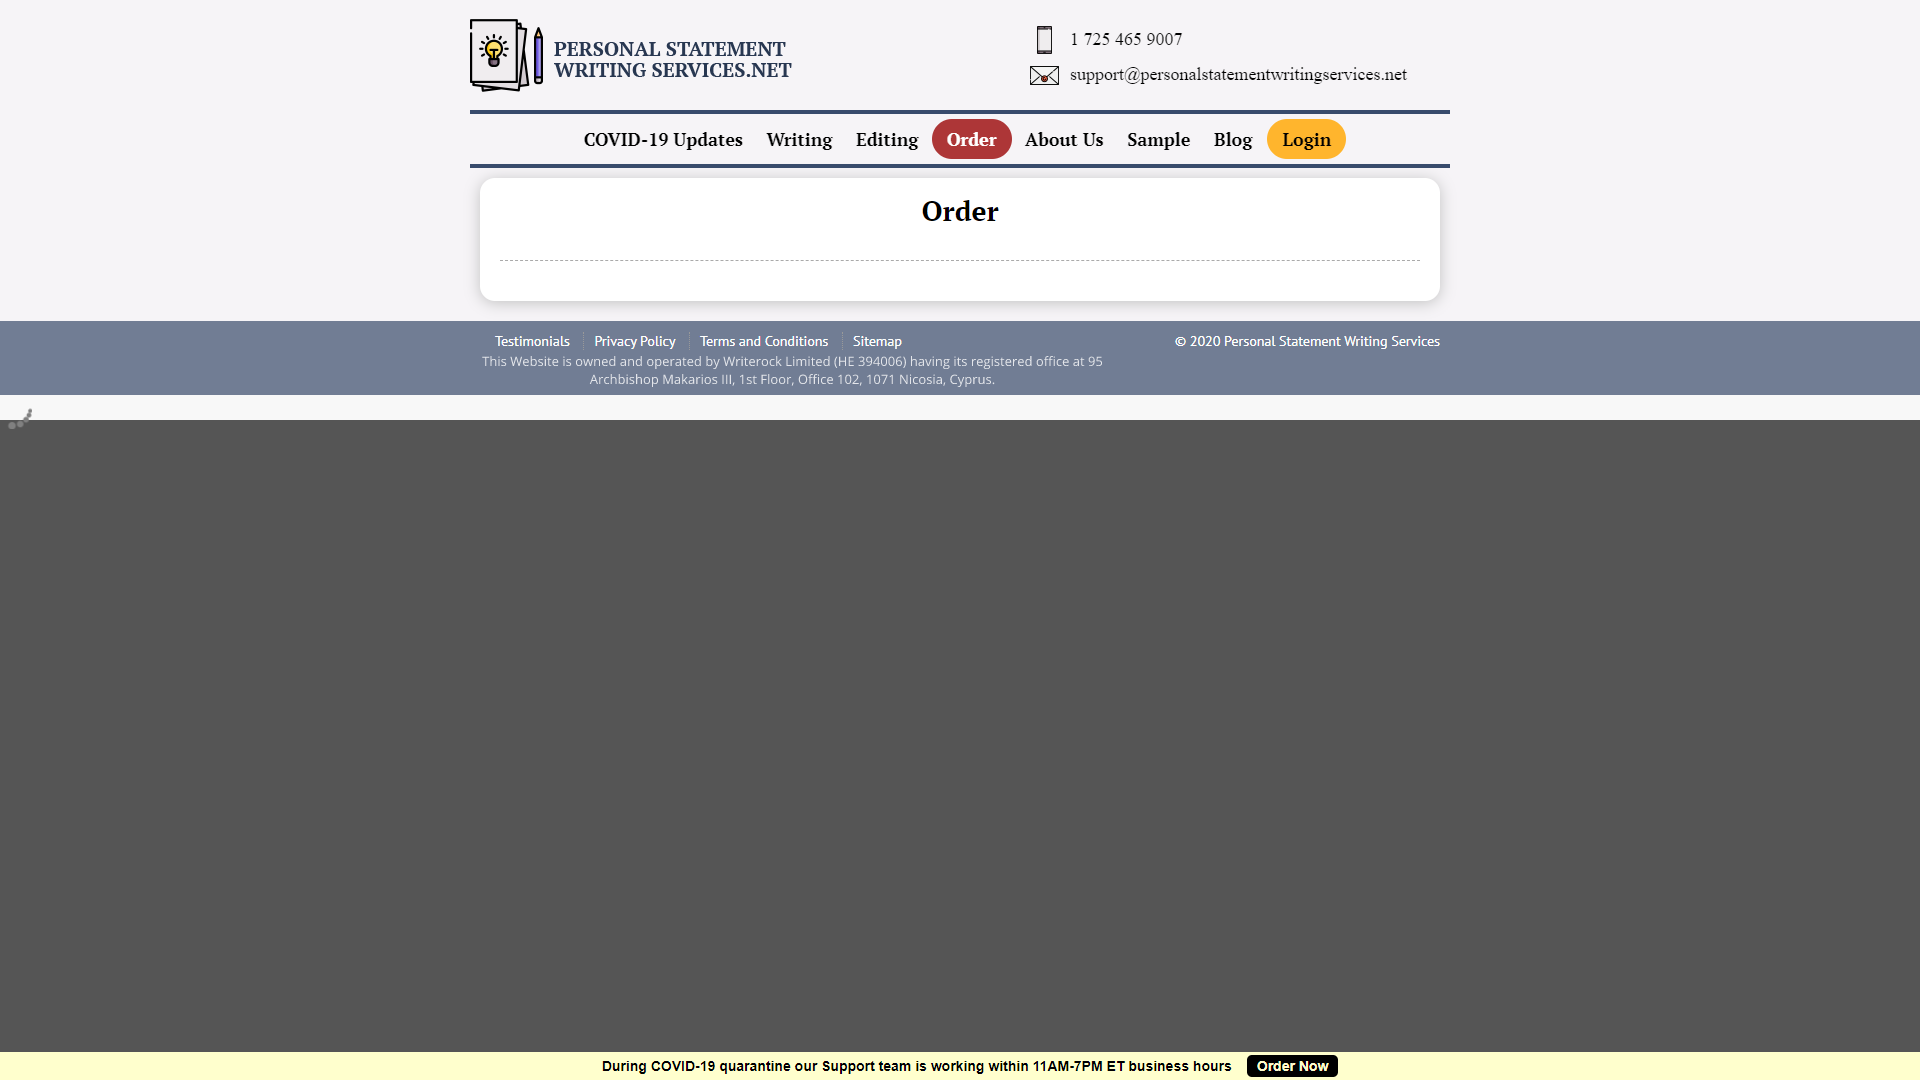 PERSONAL STATEMENT
WRITING SERVICES.NET
1 725 465 9007
support@personalstatementwritingservices.net
COVID-19 Updates Writing Editing Order About Us Sample Blog Login
Order
Testimonials Privacy Policy Terms and Conditions Sitemap © 2020 Personal Statement Writing Services
This Website is owned and operated by Writerock Limited (HE 394006) having its registered office at 95
Archbishop Makarios III, 1st Floor, Office 102, 1071 Nicosia, Cyprus.
During COVID-19 quarantine our Support team is working within 11AM-7PM ET business hours Order Now